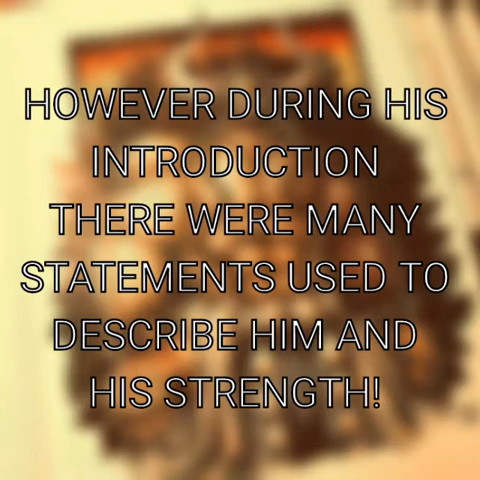 HOWEVER DURING HIS
INTRODUCTION
THERE WERE MANY
STATEMENTS USED TO
DESCRIBE HIM AND
HIS STRENGTH!